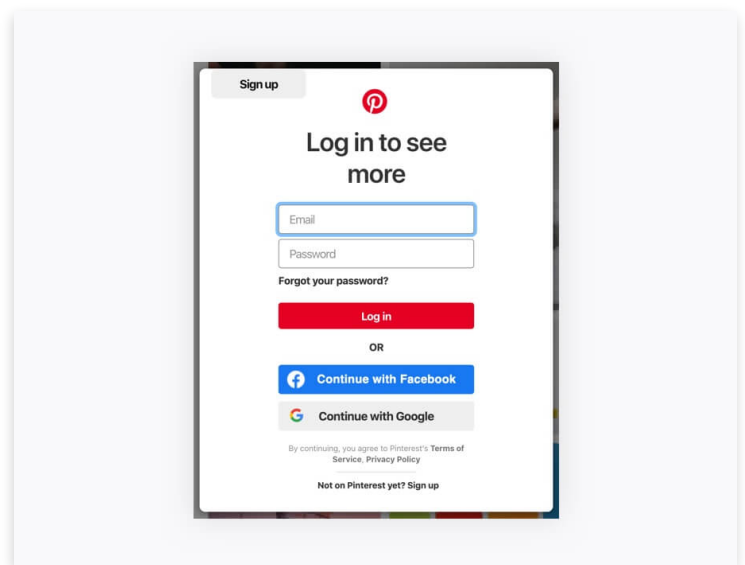 Sign up
Log in to see
more
Email
Password
Forgot your password?
Log in
OR
Continue with Facebook
Continue with Google
By continuing, you agree to Pinterest's Terms of
Service, Privacy Policy
Not on Pinterest yet? Sign up